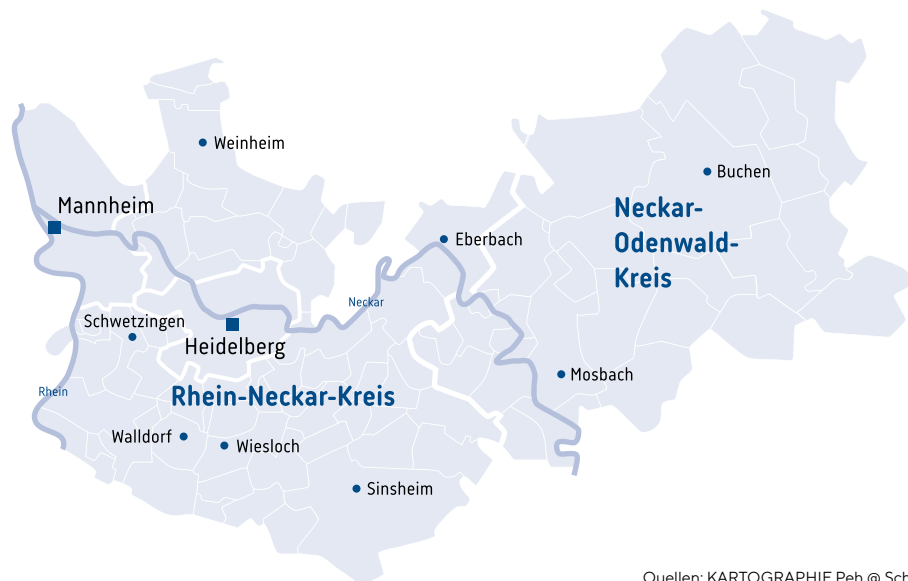 Weinheim
Buchen
Mannheim
Neckar-
Odenwald-
Kreis
Eberbach
Neckar
Schwetzingen
Heidelberg
Mosbach
Rhein
Rhein-Neckar-Kreis
Walldorf
Wiesloch
Sinsheim
Quellen: KARTOGRAPHIE Peh @ Sch